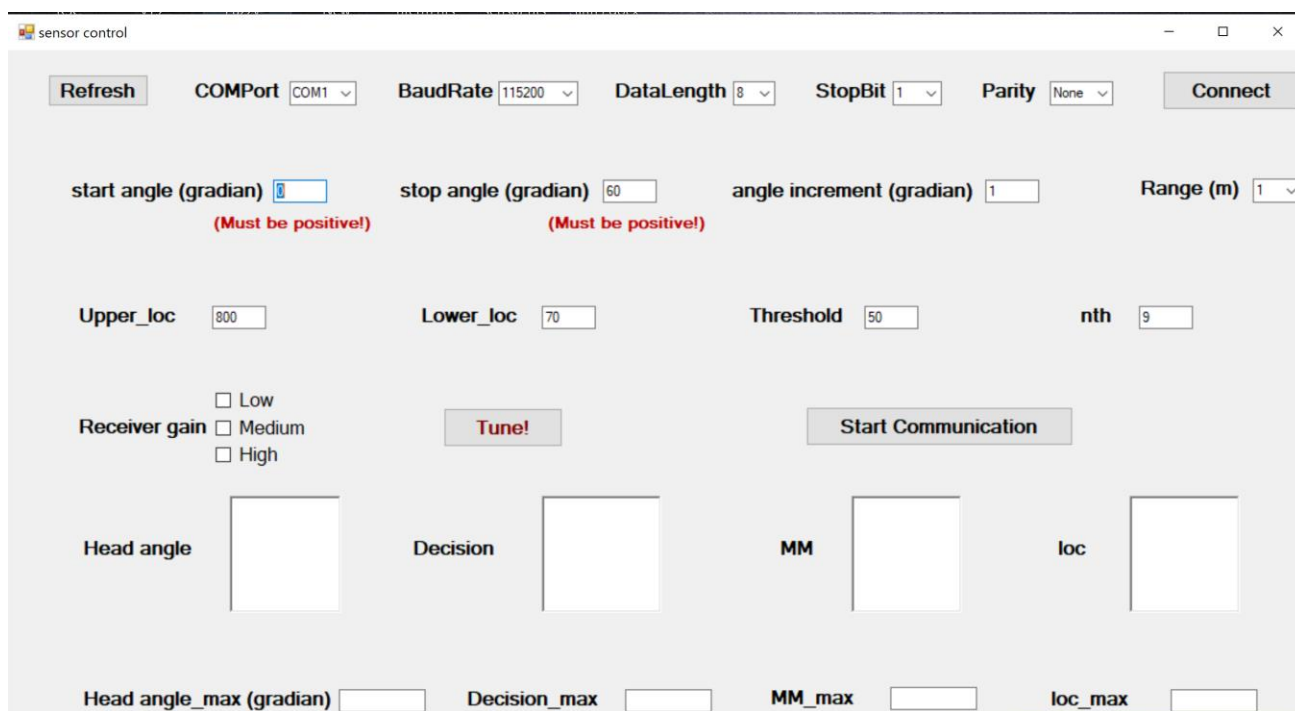 sensor control
Refresh COMPort COM1 BaudRate 115200 DataLength 8 StopBit 1 Parity None Connect
start angle (gradian) 0 stop angle (gradian) 60 angle increment (gradian) 1 Range (m) 1
(Must be positive!) (Must be positive!)
Upper_loc 800 Lower_loc 70 Threshold 50 nth 9
Low
Receiver gain Medium Tune! Start Communication
High
Head angle Decision MM loc
Head angle_max (gradian) Decision_max MM_max loc_max